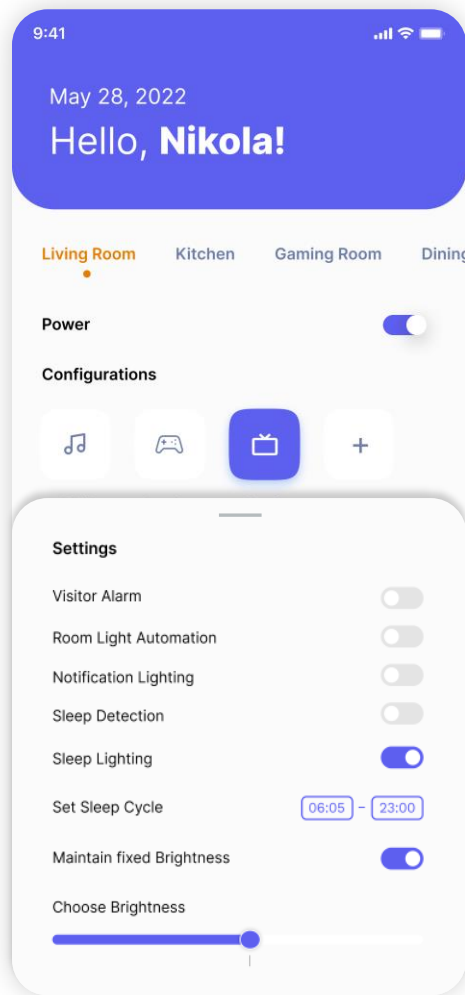 9:41
May 28, 2022
Hello, Nikola!
Living Room Kitchen Gaming Room Dining
Power
Configurations
Settings
Visitor Alarm
Room Light Automation
Notification Lighting
Sleep Detection
Sleep Lighting
Set Sleep Cycle 06:05 – 23:00
Maintain fixed Brightness
Choose Brightness